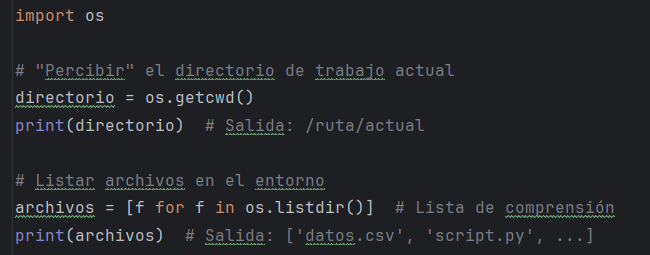 import os
# "Percibir" el directorio de trabajo actual
directorio = os.getcwd()
print(directorio)  # Salida: /ruta/actual
# Listar archivos en el entorno
archivos = [f for f in os.listdir()]  # Lista de comprensión
print(archivos)  # Salida: ['datos.csv', 'script.py', ...]